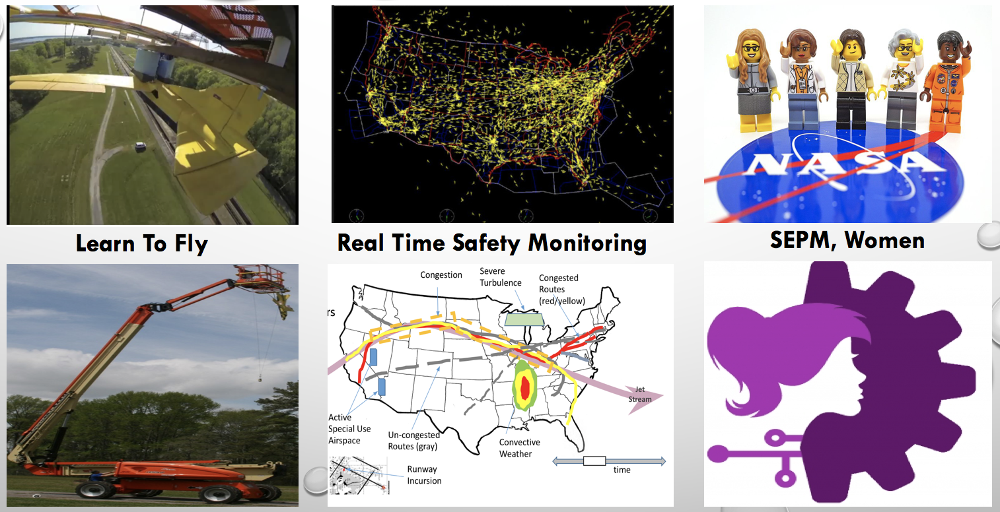 NASA
Learn To Fly
Real Time Safety Monitoring
SEPM, Women
Congestion
Severe
Turbulence
Congested
Routes
(red/yellow)
rs
Jet
Stream
Active
Special Use
Airspace
Un-congested
Routes (gray)
Convective
Weather
time
Runway
Incursion